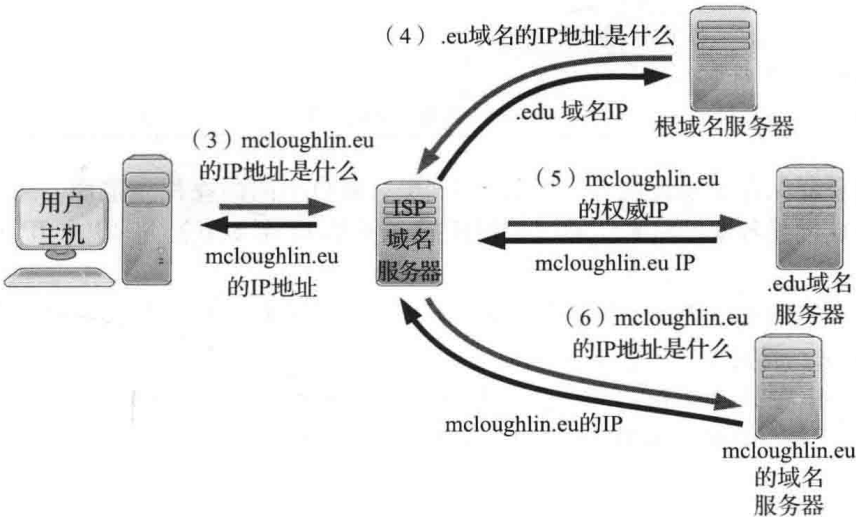 （4）.eu域名的IP地址是什么
.edu 域名IP
根域名服务器
（3）mcloughlin.eu
的IP地址是什么
用户
主机
mcloughlin.eu
的IP地址
ISP
域名
服务器
（5）mcloughlin.eu
的权威IP
mcloughlin.eu IP
.edu域名
服务器
（6）mcloughlin.eu
的IP地址是什么
mcloughlin.eu的IP
mcloughlin.eu
的域名
服务器